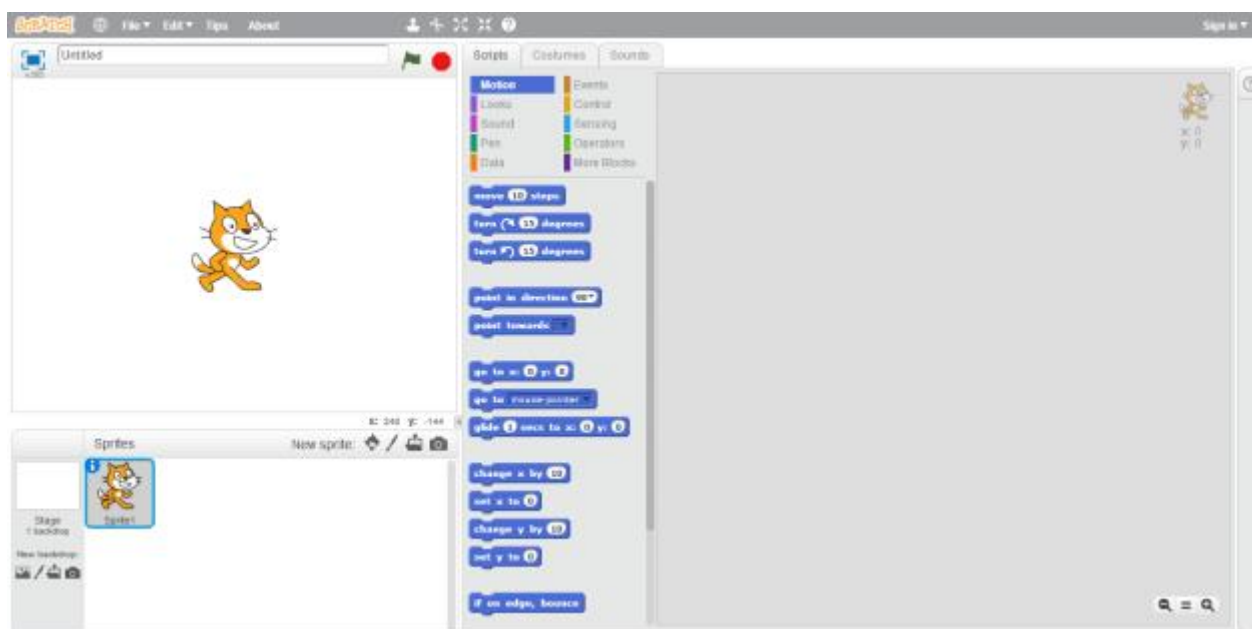 SCRATCH File Edit Tips About Sign in
Untitled
Scripts Costumes Sounds
Motion Events
Looks Control
Sound Sensing
Pen Operators
Data More Blocks
x: 0
y: 0
move 10 steps
turn 15 degrees
turn 15 degrees
point in direction 90
point towards
go to x: 0 y: 0
go to mouse-pointer
glide 1 secs to x: 0 y: 0
change x by 10
set x to 0
change y by 10
set y to 0
if on edge, bounce
X: 240 y: -144
Sprites New sprite:
Sprite1
Stage
1 backdrop
New backdrop: